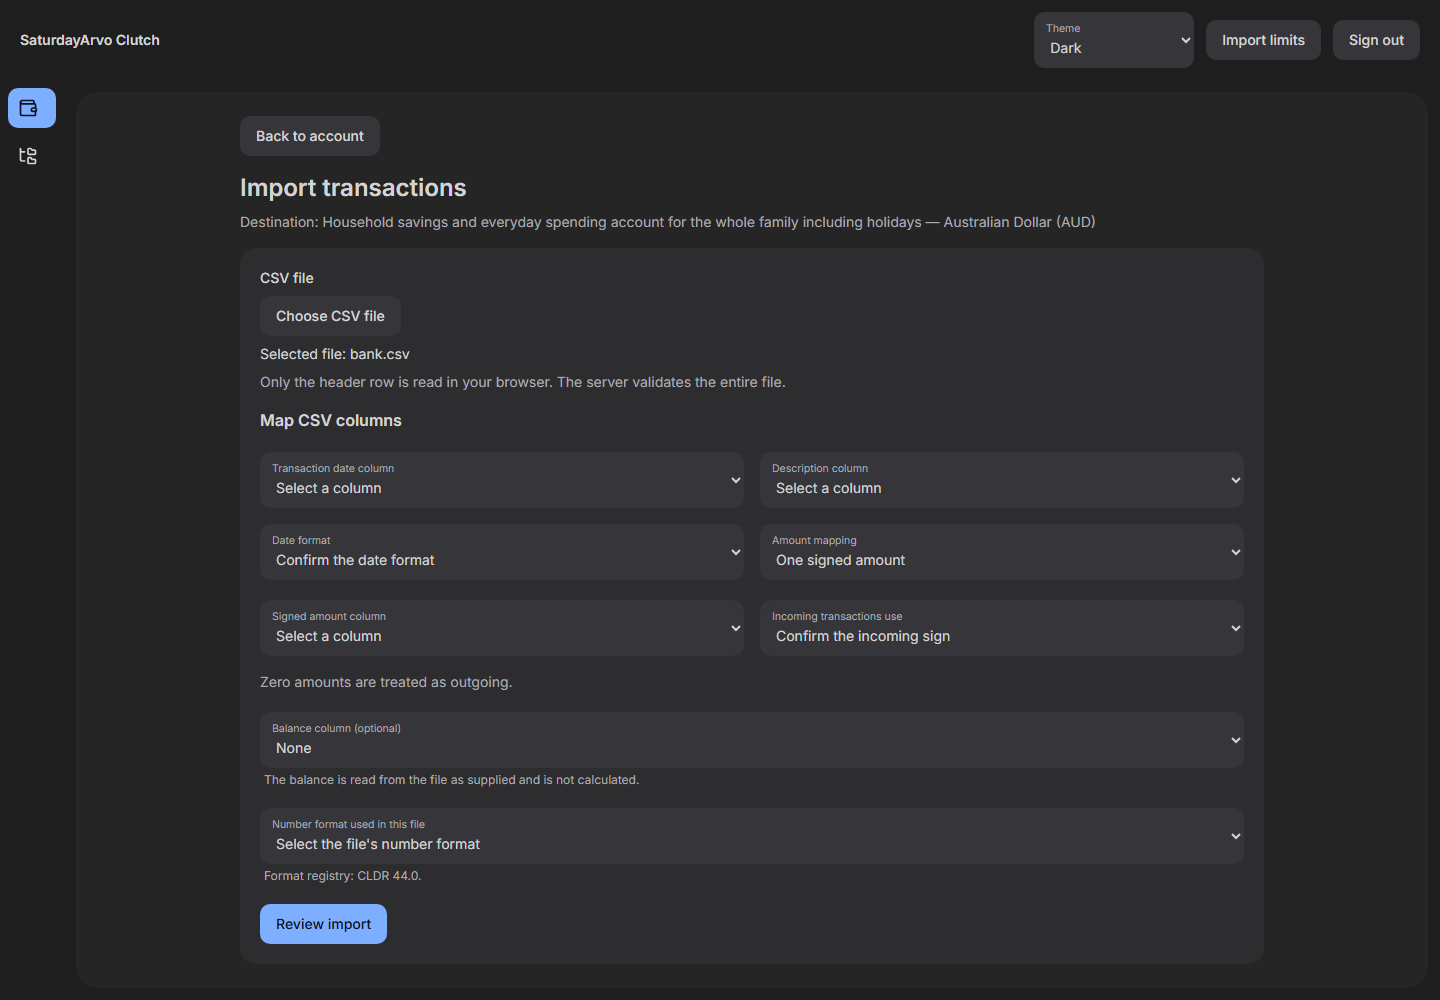 SaturdayArvo Clutch
Theme
Dark
Import limits
Sign out
Back to account
Import transactions
Destination: Household savings and everyday spending account for the whole family including holidays — Australian Dollar (AUD)
CSV file
Choose CSV file
Selected file: bank.csv
Only the header row is read in your browser. The server validates the entire file.
Map CSV columns
Transaction date column
Select a column
Description column
Select a column
Date format
Confirm the date format
Amount mapping
One signed amount
Signed amount column
Select a column
Incoming transactions use
Confirm the incoming sign
Zero amounts are treated as outgoing.
Balance column (optional)
None
The balance is read from the file as supplied and is not calculated.
Number format used in this file
Select the file's number format
Format registry: CLDR 44.0.
Review import